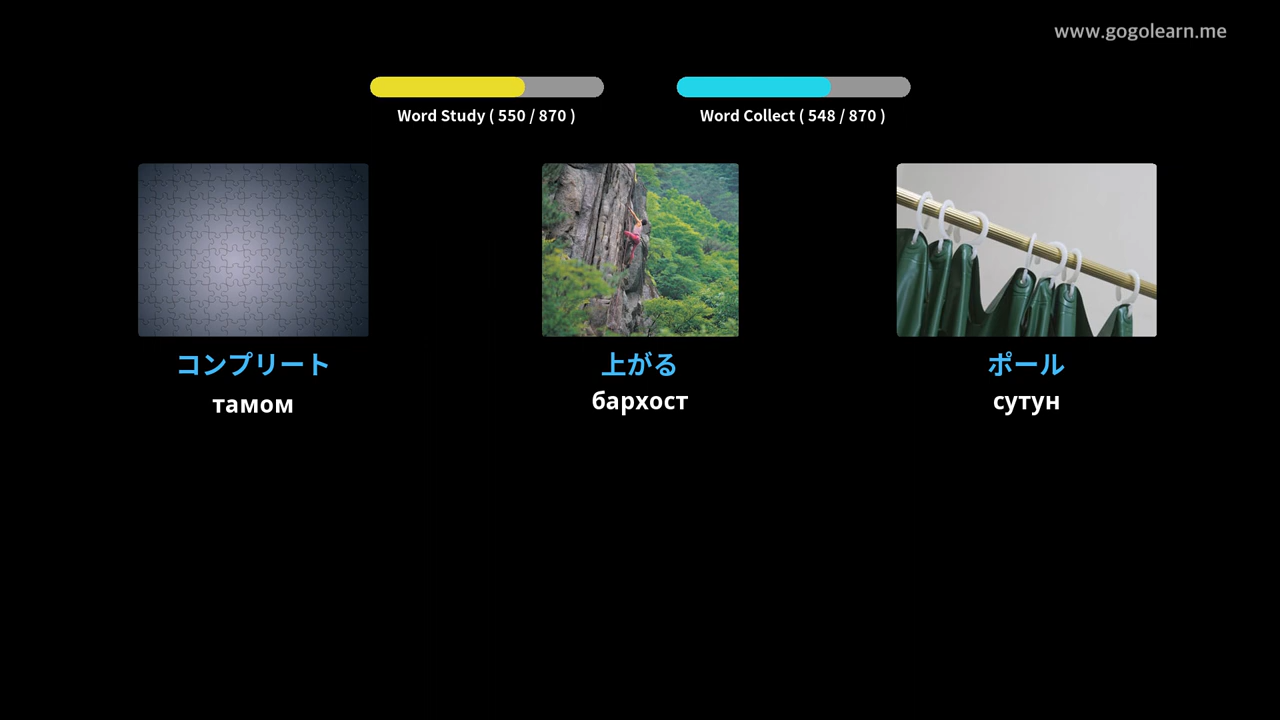 www.gogolearn.me
Word Study ( 550 / 870 )
Word Collect ( 548 / 870 )
コンプリート
тамом
上がる
бархост
ポール
сутун